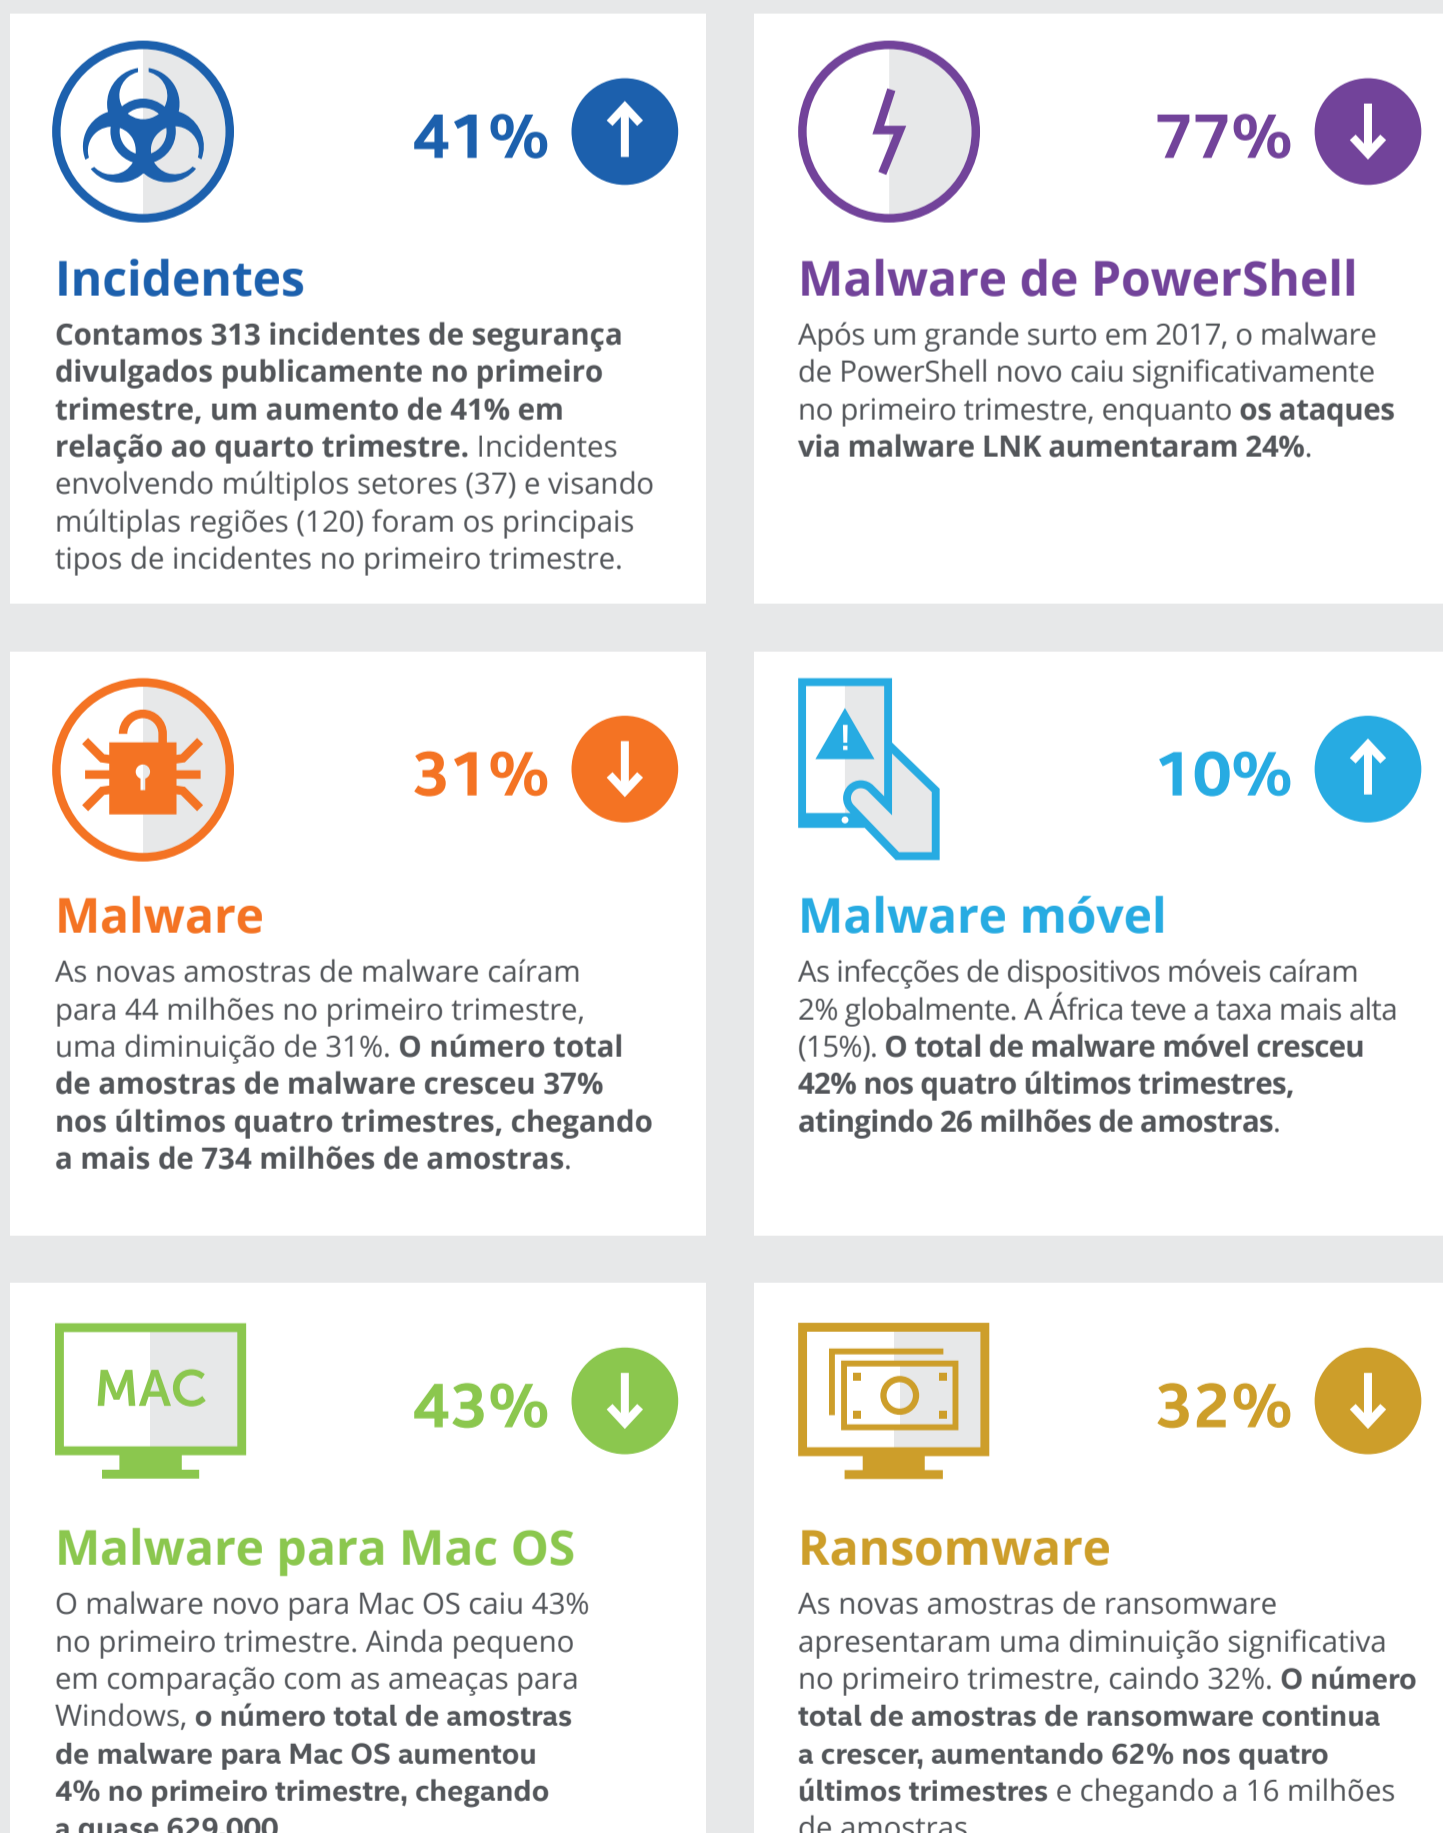 41%
Incidentes
Contamos 313 incidentes de segurança
divulgados publicamente no primeiro
trimestre, um aumento de 41% em
relação ao quarto trimestre. Incidentes
envolvendo múltiplos setores (37) e visando
múltiplas regiões (120) foram os principais
tipos de incidentes no primeiro trimestre.
77%
Malware de PowerShell
Após um grande surto em 2017, o malware
de PowerShell novo caiu significativamente
no primeiro trimestre, enquanto os ataques
via malware LNK aumentaram 24%.
31%
Malware
As novas amostras de malware caíram
para 44 milhões no primeiro trimestre,
uma diminuição de 31%. O número total
de amostras de malware cresceu 37%
nos últimos quatro trimestres, chegando
a mais de 734 milhões de amostras.
!
10%
Malware móvel
As infecções de dispositivos móveis caíram
2% globalmente. A África teve a taxa mais alta
(15%). O total de malware móvel cresceu
42% nos quatro últimos trimestres,
atingindo 26 milhões de amostras.
MAC
43%
Malware para Mac OS
O malware novo para Mac OS caiu 43%
no primeiro trimestre. Ainda pequeno
em comparação com as ameaças para
Windows, o número total de amostras
de malware para Mac OS aumentou
4% no primeiro trimestre, chegando
a quase 629.000
32%
Ransomware
As novas amostras de ransomware
apresentaram uma diminuição significativa
no primeiro trimestre, caindo 32%. O número
total de amostras de ransomware continua
a crescer, aumentando 62% nos quatro
últimos trimestres e chegando a 16 milhões
de amostras